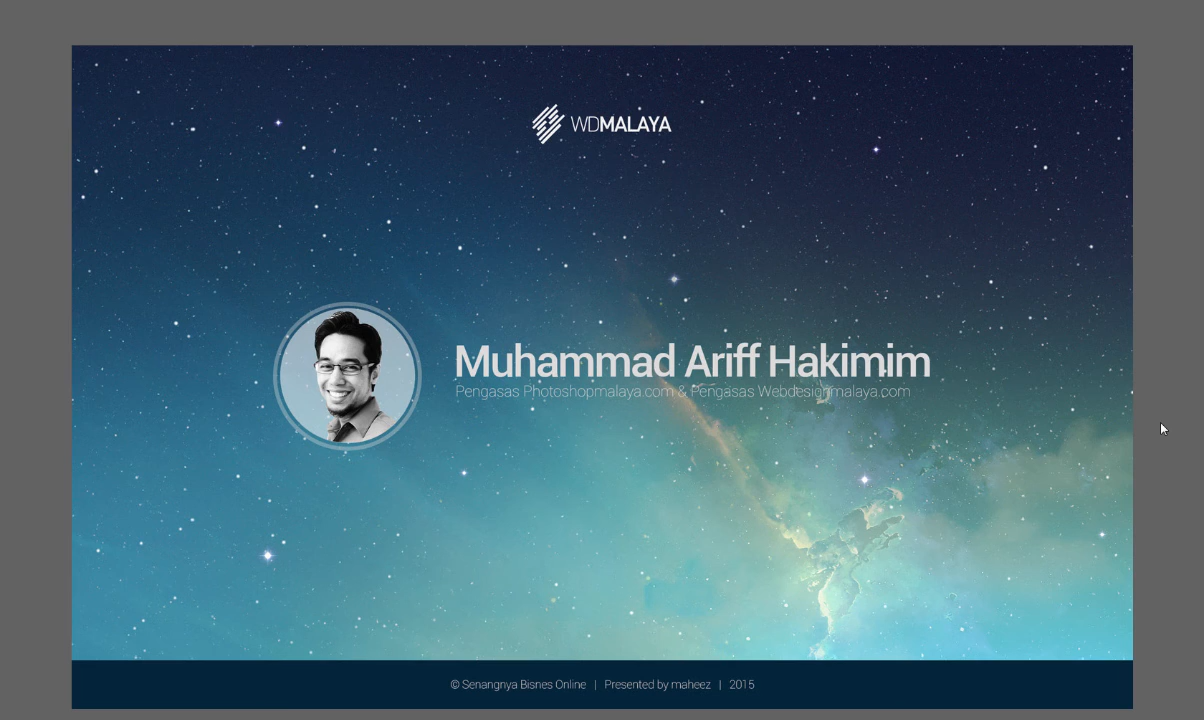 WDMALAYA
Muhammad Ariff Hakimim
Pengasas Photoshopmalaya.com & Pengasas Webdesignmalaya.com
© Senangnya Bisnes Online | Presented by maheez | 2015